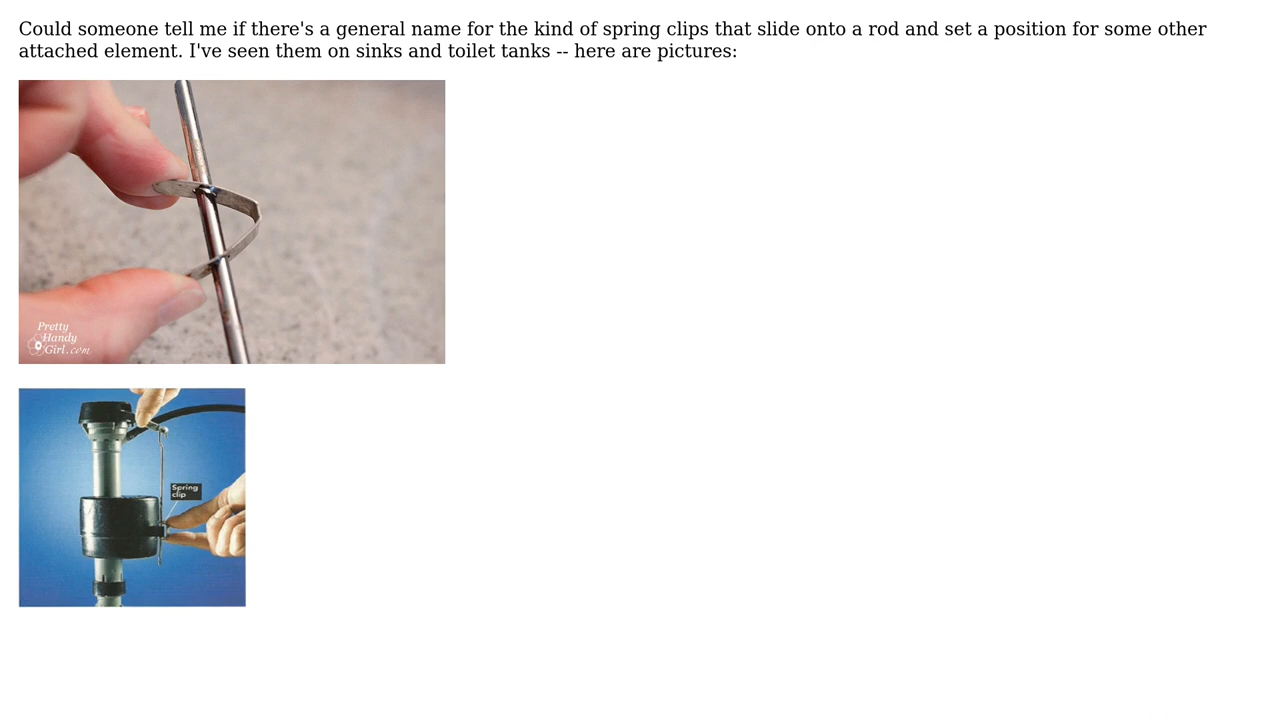 Could someone tell me if there's a general name for the kind of spring clips that slide onto a rod and set a position for some other
attached element. I've seen them on sinks and toilet tanks -- here are pictures:
Pretty
Handy
Girl.com
Spring
clip